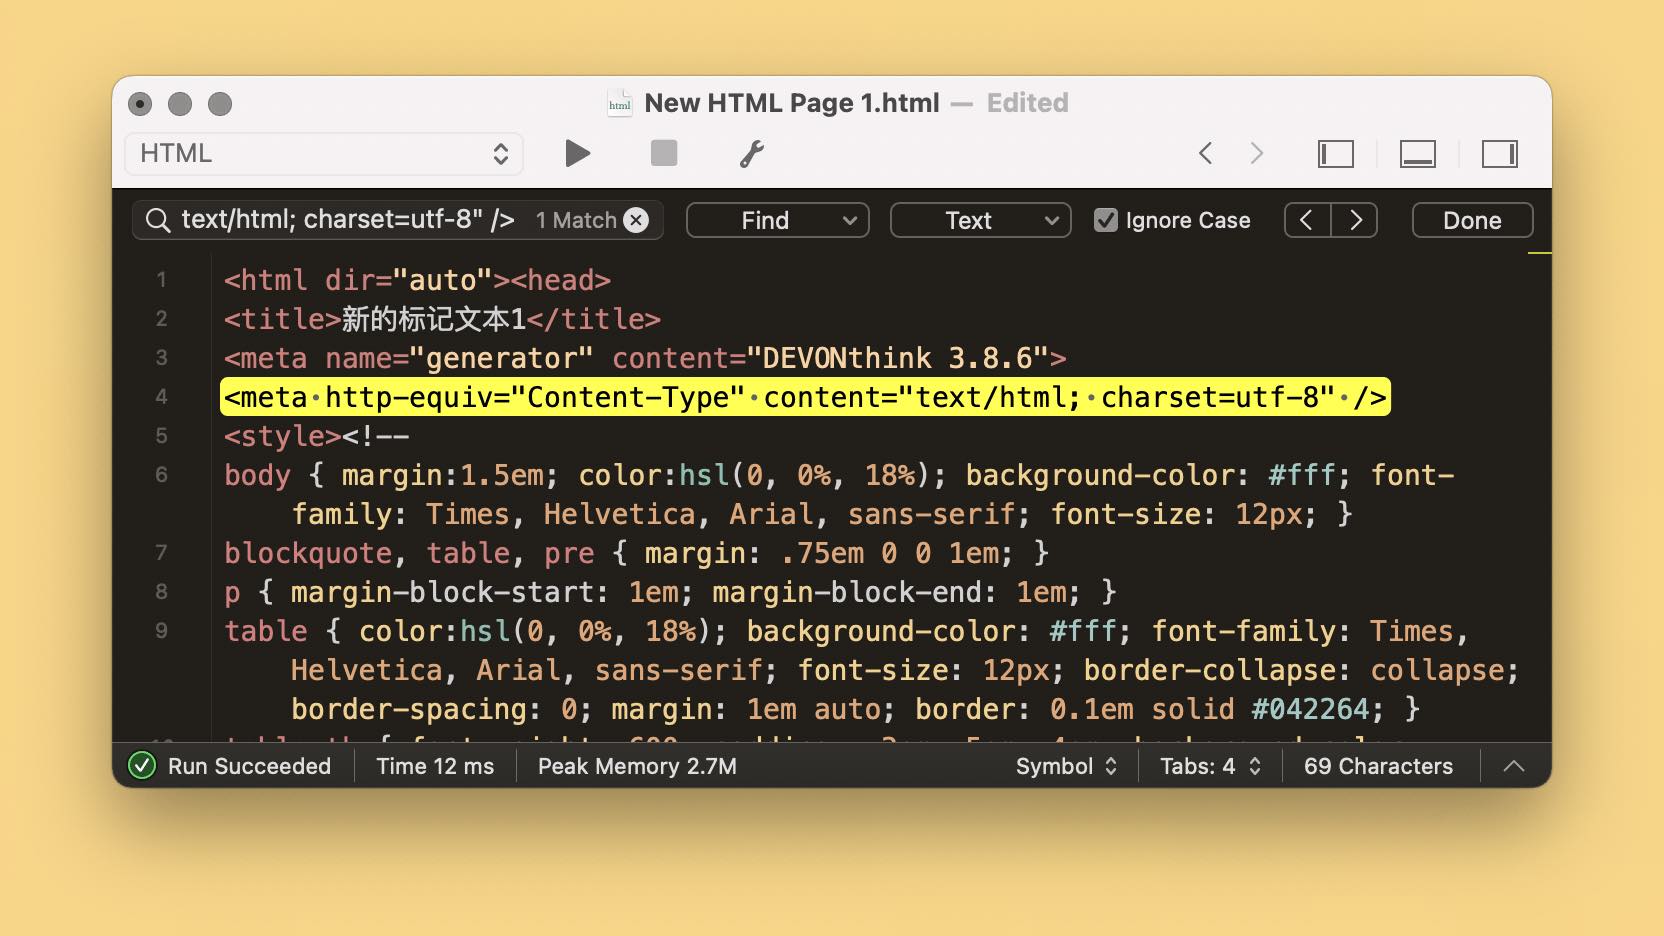 html
New HTML Page 1.html — Edited
HTML
text/html; charset=utf-8" /> 1 Match Find Text Ignore Case Done
1 <html dir="auto"><head>
2 <title>新的标记文本1</title>
3 <meta name="generator" content="DEVONthink 3.8.6">
4 <meta·http-equiv="Content-Type"·content="text/html;·charset=utf-8"·/>
5 <style><!--
6 body { margin:1.5em; color:hsl(0, 0%, 18%); background-color: #fff; font-
family: Times, Helvetica, Arial, sans-serif; font-size: 12px; }
7 blockquote, table, pre { margin: .75em 0 0 1em; }
8 p { margin-block-start: 1em; margin-block-end: 1em; }
9 table { color:hsl(0, 0%, 18%); background-color: #fff; font-family: Times,
Helvetica, Arial, sans-serif; font-size: 12px; border-collapse: collapse;
border-spacing: 0; margin: 1em auto; border: 0.1em solid #042264; }
Run Succeeded Time 12 ms Peak Memory 2.7M Symbol Tabs: 4 69 Characters